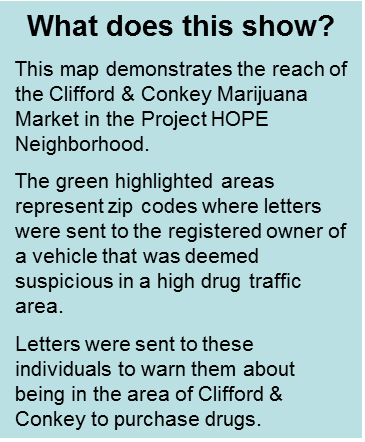 What does this show?
This map demonstrates the reach of
the Clifford & Conkey Marijuana
Market in the Project HOPE
Neighborhood.
The green highlighted areas
represent zip codes where letters
were sent to the registered owner of
a vehicle that was deemed
suspicious in a high drug traffic
area.
Letters were sent to these
individuals to warn them about
being in the area of Clifford &
Conkey to purchase drugs.